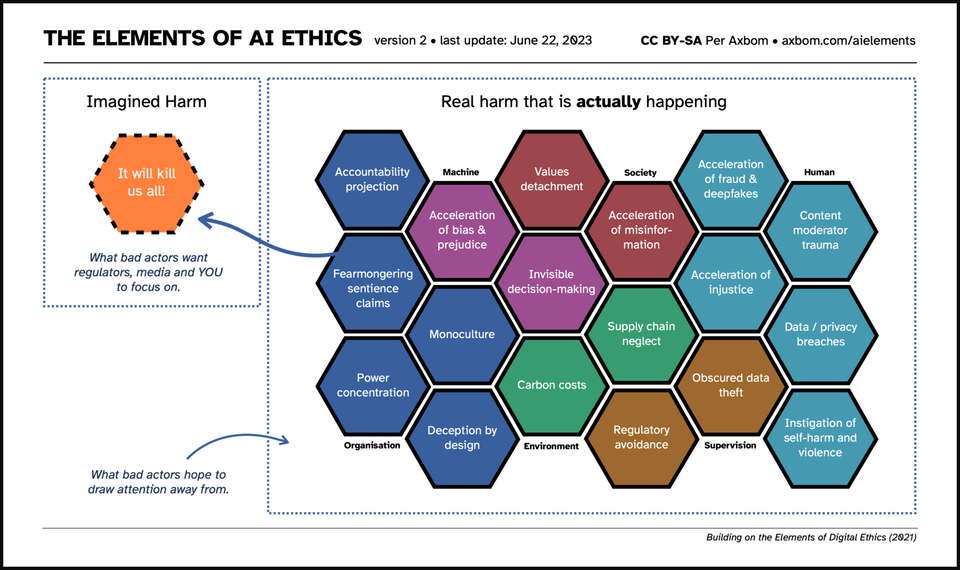 THE ELEMENTS OF AI ETHICS version 2 • last update: June 22, 2023 CC BY-SA Per Axbom • axbom.com/aielements
Imagined Harm
It will kill
us all!
What bad actors want
regulators, media and YOU
to focus on.
What bad actors hope to
draw attention away from.
Real harm that is actually happening
Accountability
projection
Fearmongering
sentience
claims
Power
concentration
Organisation
Machine
Acceleration
of bias &
prejudice
Monoculture
Deception by
design
Values
detachment
Invisible
decision-making
Carbon costs
Environment
Society
Acceleration
of misinfor-
mation
Supply chain
neglect
Regulatory
avoidance
Acceleration
of fraud &
deepfakes
Acceleration of
injustice
Obscured data
theft
Supervision
Human
Content
moderator
trauma
Data / privacy
breaches
Instigation of
self-harm and
violence
Building on the Elements of Digital Ethics (2021)